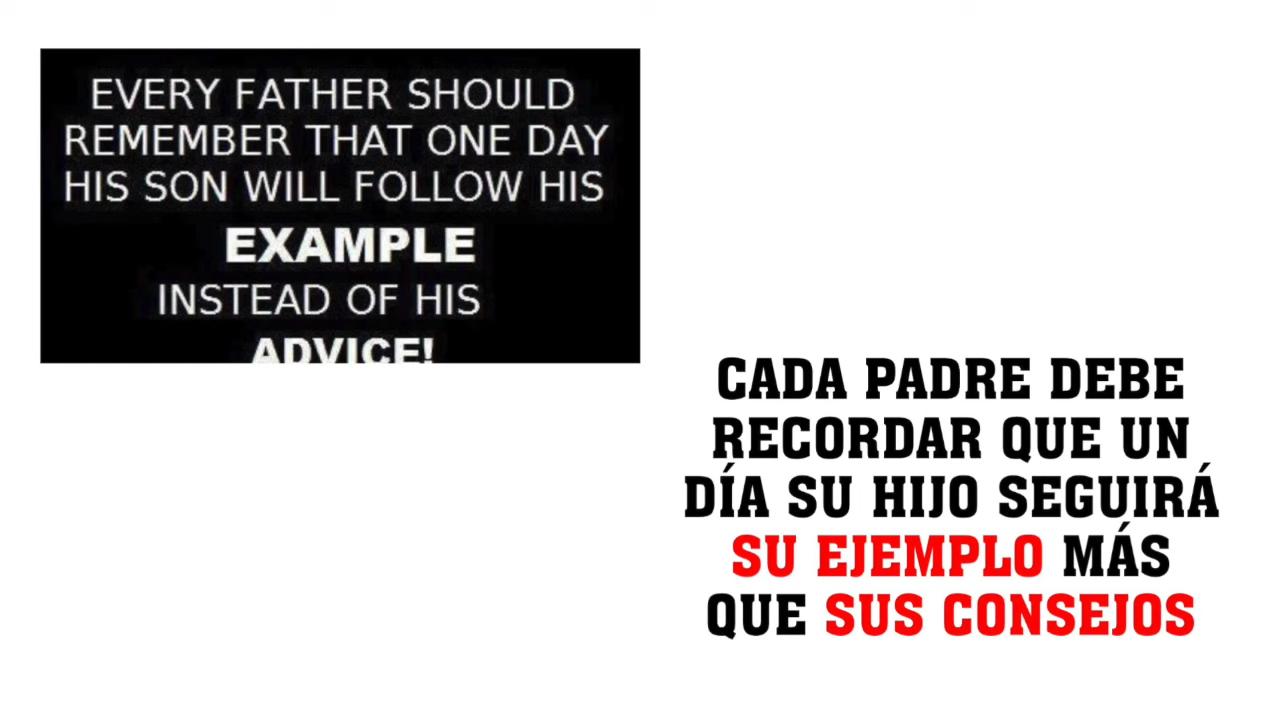 EVERY FATHER SHOULD
REMEMBER THAT ONE DAY
HIS SON WILL FOLLOW HIS
EXAMPLE
INSTEAD OF HIS
ADVICE!
CADA PADRE DEBE
RECORDAR QUE UN
DÍA SU HIJO SEGUIRÁ
SU EJEMPLO MÁS
QUE SUS CONSEJOS